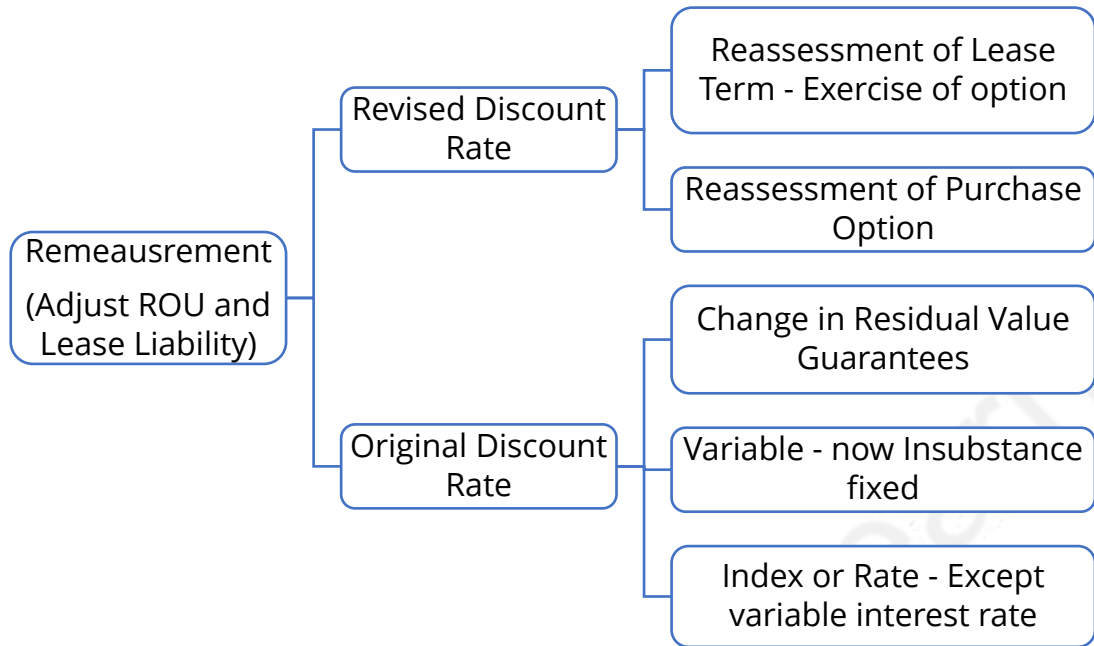 Remeausrement
(Adjust ROU and
Lease Liability)
Revised Discount
Rate
Reassessment of Lease
Term - Exercise of option
Reassessment of Purchase
Option
Original Discount
Rate
Change in Residual Value
Guarantees
Variable - now Insubstance
fixed
Index or Rate - Except
variable interest rate